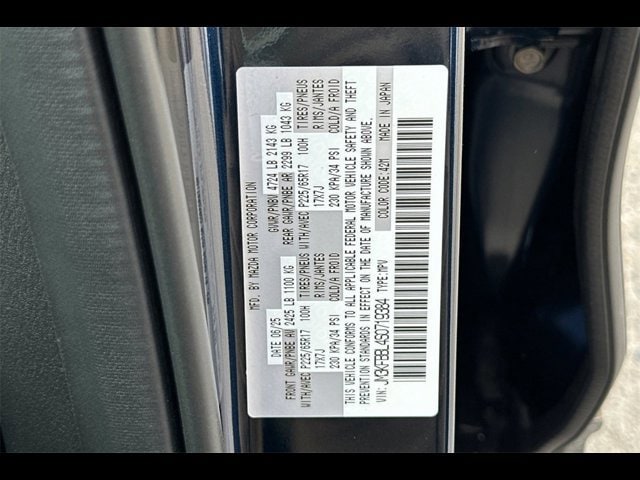 MFD. BY MAZDA MOTOR CORPORATION
DATE 06/25 GVWR/PNBV 4724 LB 2143 KG
FRONT GAWR/PNBE AV 2425 LB 1100 KG REAR GAWR/PNBE AR 2299 LB 1043 KG
WITH/AVEC P225/65R17 100H TIRES/PNEUS WITH/AVEC P225/65R17 100H TIRES/PNEUS
17X7J RIMS/JANTES 17X7J RIMS/JANTES
230 KPA/34 PSI COLD/A FROID 230 KPA/34 PSI COLD/A FROID
THIS VEHICLE CONFORMS TO ALL APPLICABLE FEDERAL MOTOR VEHICLE SAFETY AND THEFT
PREVENTION STANDARDS IN EFFECT ON THE DATE OF MANUFACTURE SHOWN ABOVE.
VIN: TYPE:MPV COLOR CODE:42M MADE IN JAPAN